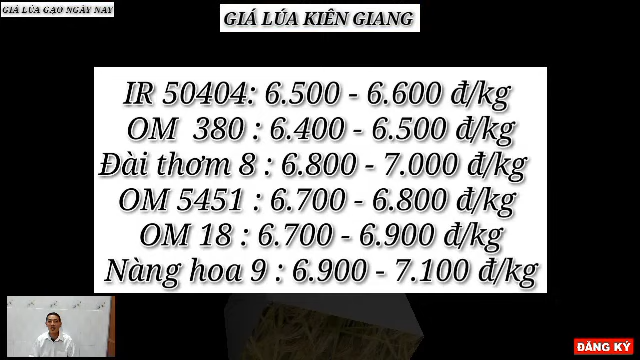 GIÁ LÚA GẠO NGÀY NAY
GIÁ LÚA KIÊN GIANG
IR 50404: 6.500 - 6.600 đ/kg
OM 380 : 6.400 - 6.500 đ/kg
Đài thơm 8 : 6.800 - 7.000 đ/kg
OM 5451 : 6.700 - 6.800 đ/kg
OM 18 : 6.700 - 6.900 đ/kg
Nàng hoa 9 : 6.900 - 7.100 đ/kg
ĐĂNG KÝ